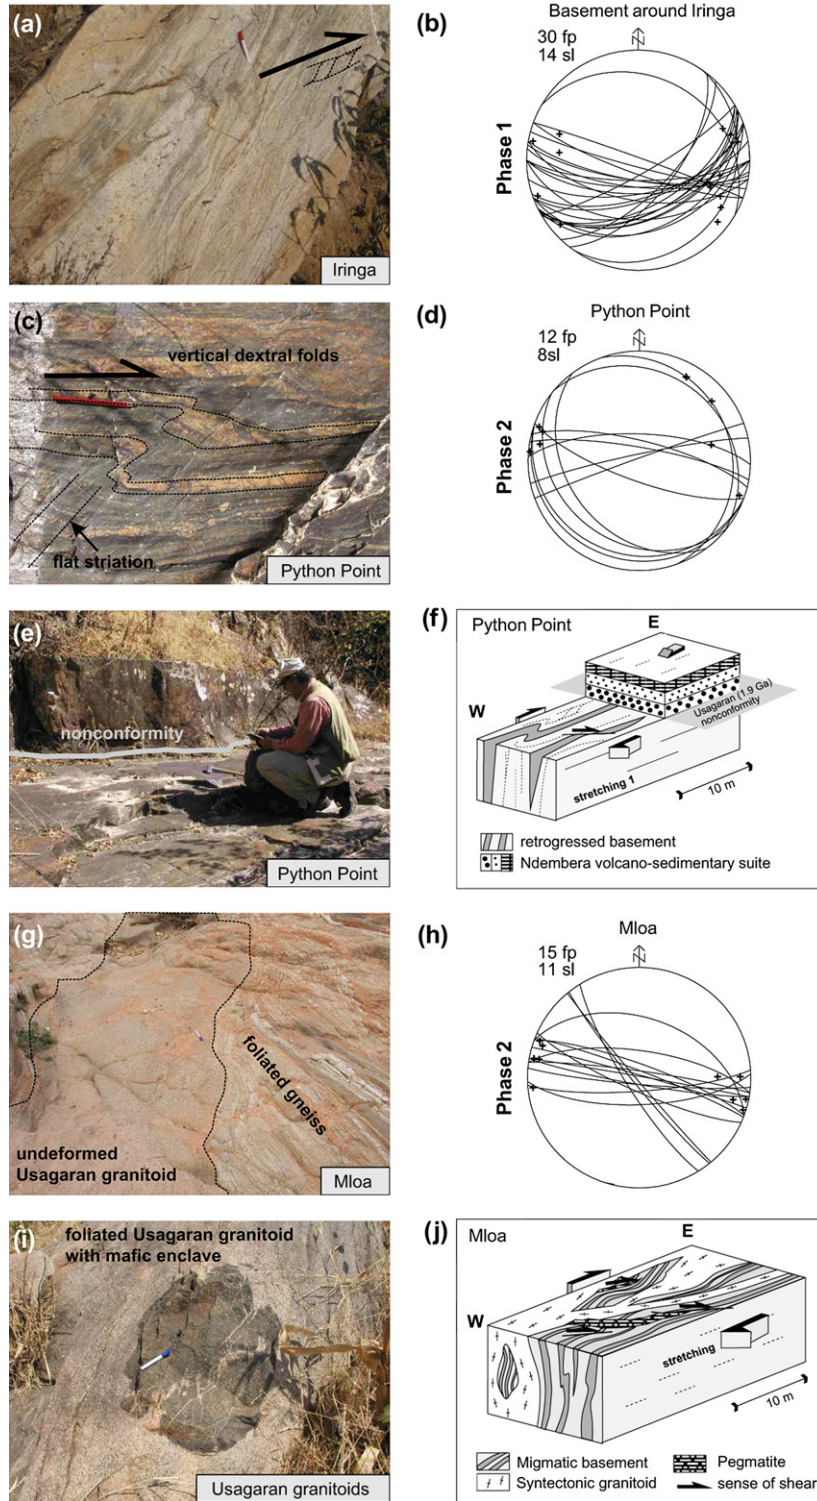 (a)
Iringa
(b)
Basement around Iringa
30 fp
14 sl
N
Phase 1
(c)
vertical dextral folds
flat striation
Python Point
(d)
Python Point
12 fp
8sl
N
Phase 2
(e)
nonconformity
Python Point
(f)
Python Point
E
W
Usagaran (1.9 Ga)
nonconformity
stretching 1
10 m
retrogressed basement
Ndembera volcano-sedimentary suite
(g)
foliated gneiss
undeformed
Usagaran granitoid
Mloa
(h)
Mloa
15 fp
11 sl
N
Phase 2
(i)
foliated Usagaran granitoid
with mafic enclave
Usagaran granitoids
(j)
Mloa
E
W
stretching
10 m
Migmatic basement
Pegmatite
Syntectonic granitoid
sense of shear